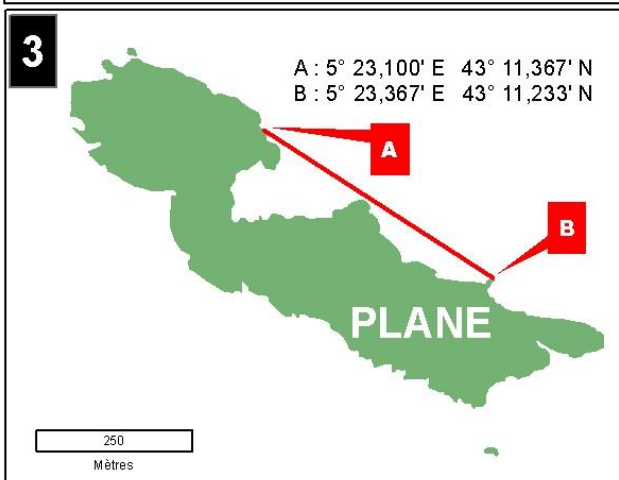 3
A : 5° 23,100' E 43° 11,367' N
B : 5° 23,367' E 43° 11,233' N
A
B
PLANE
250
Mètres